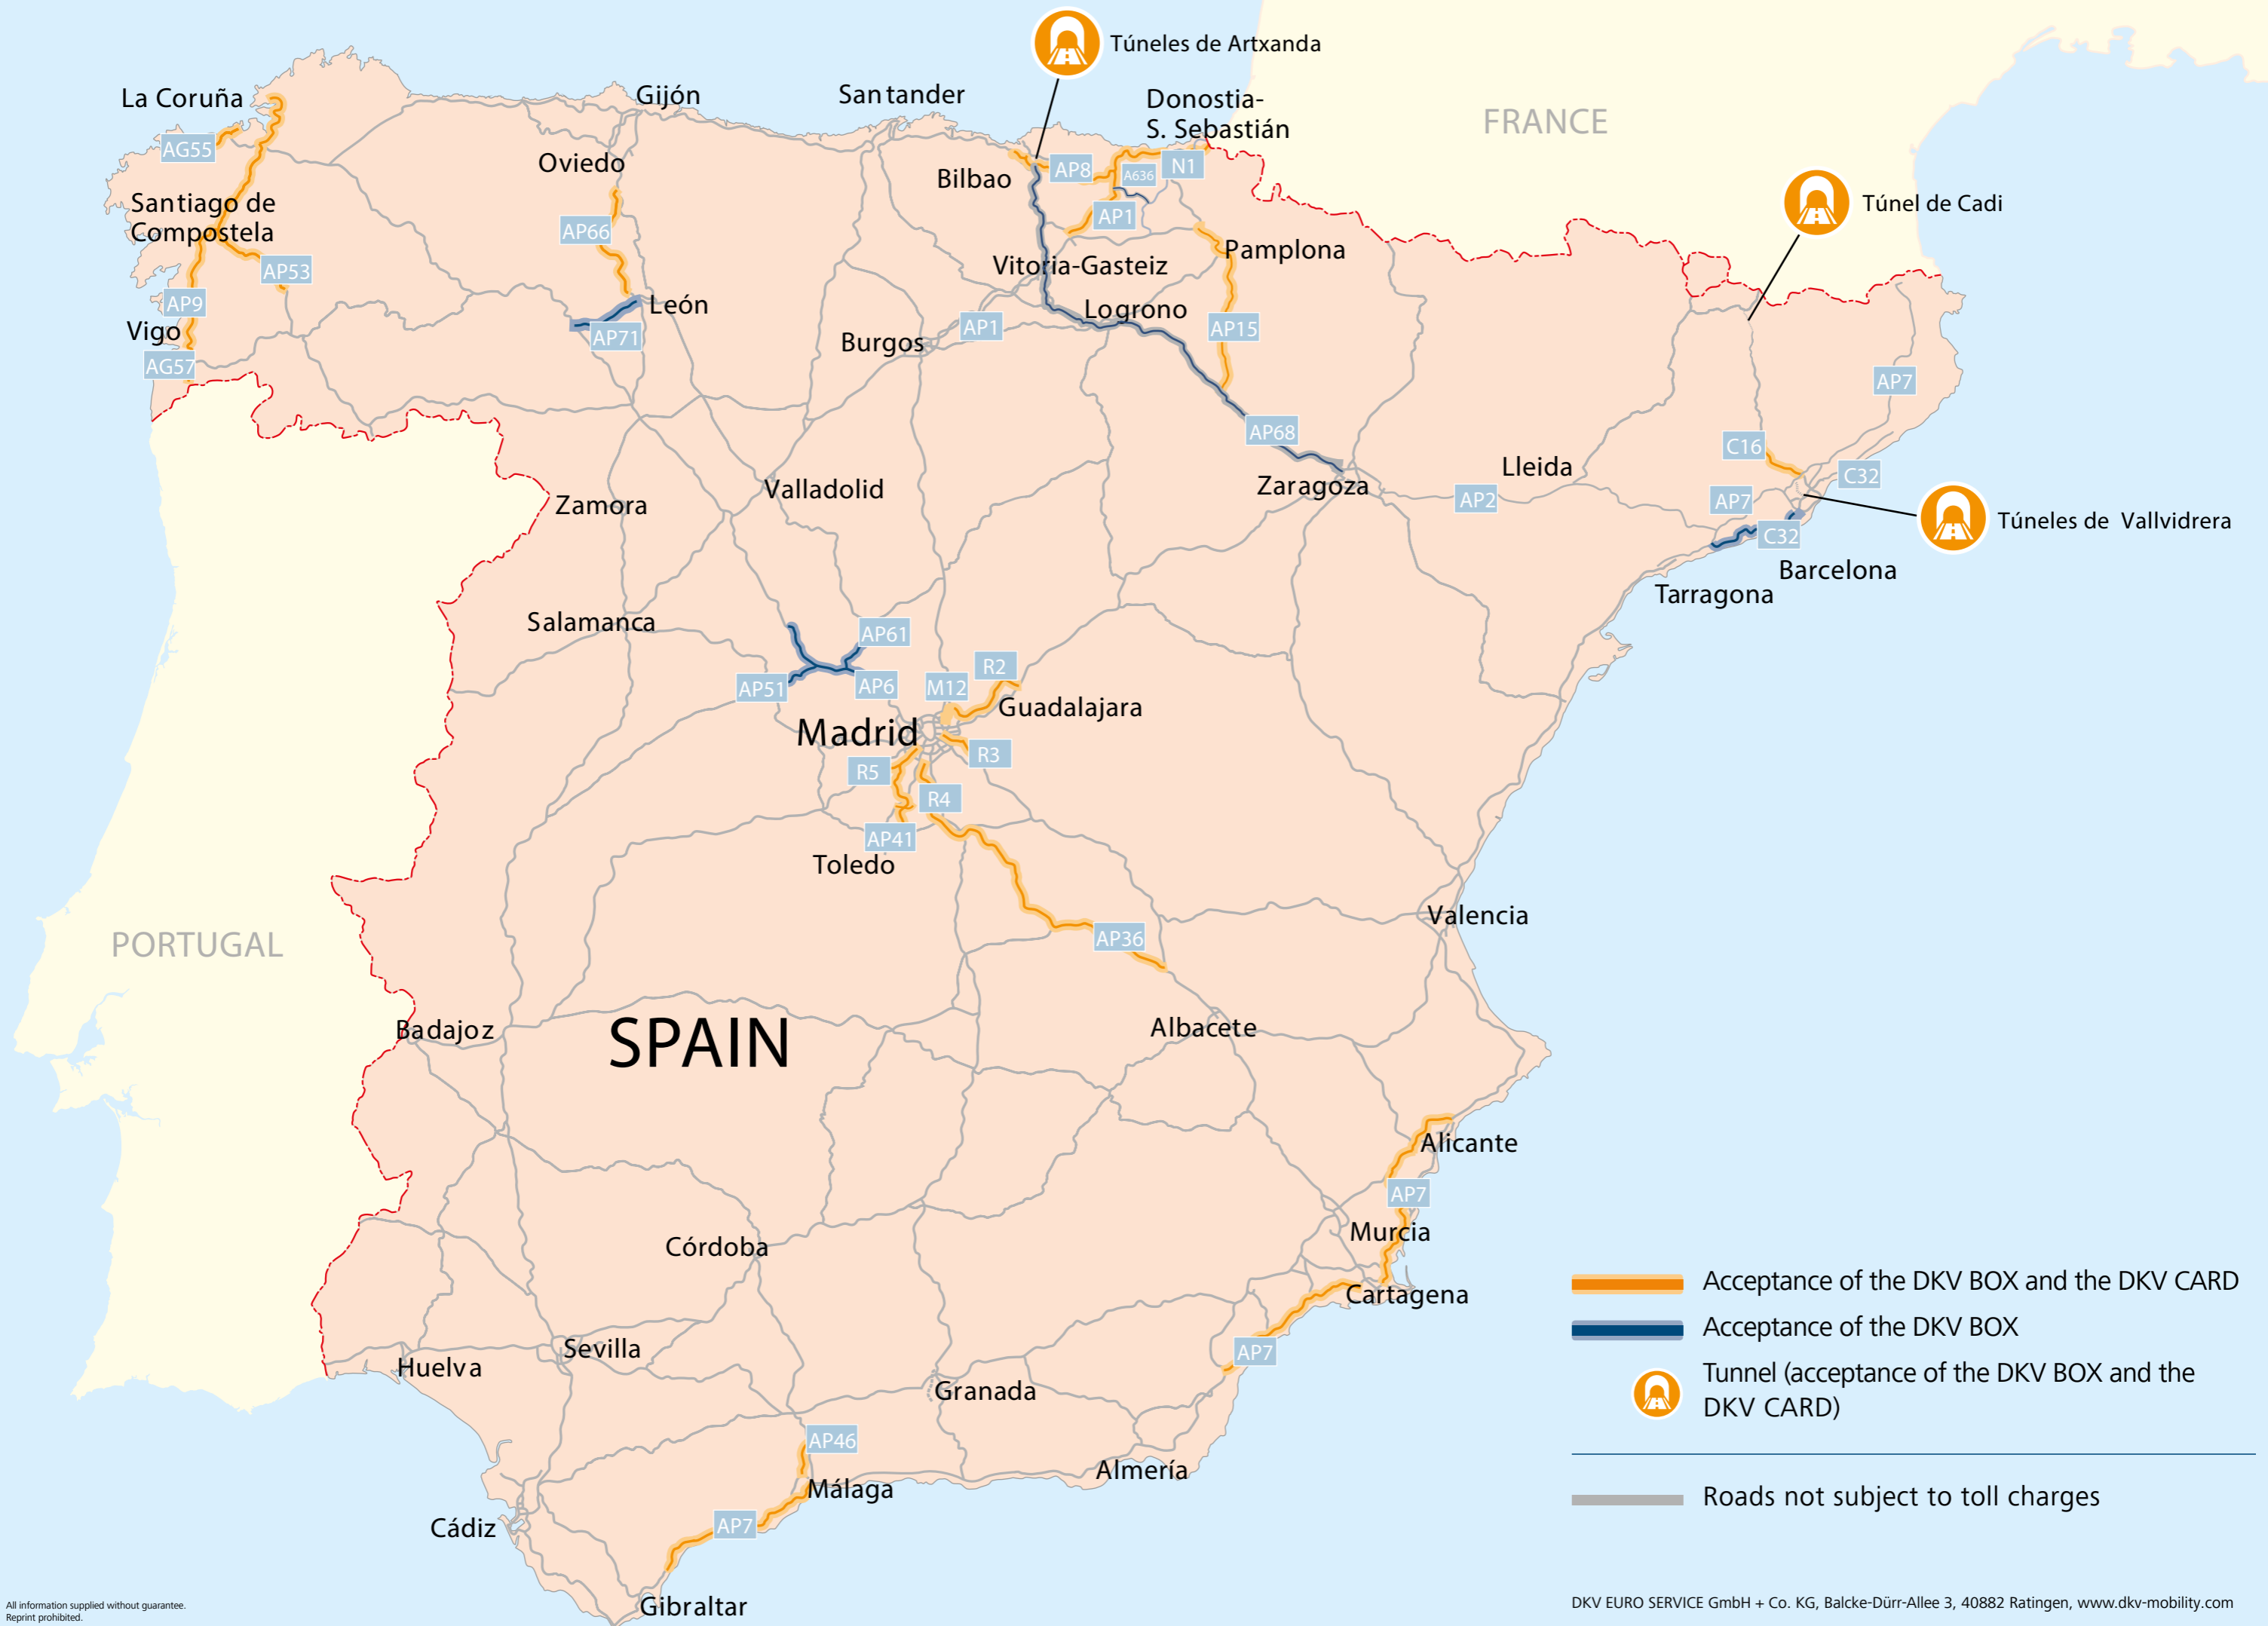 Túneles de Artxanda
La Coruña
Gijón
Santander
Donostia-
S. Sebastián
FRANCE
AG55
Oviedo
Bilbao
AP8
A636
N1
Túnel de Cadi
Santiago de
Compostela
AP66
AP1
Pamplona
AP53
Vitoria-Gasteiz
AP9
León
Logrono
Vigo
AP71
Burgos
AP1
AP15
AG57
AP7
AP68
C16
Lleida
C32
Zaragoza
AP2
AP7
Valladolid
Zamora
Túneles de Vallvidrera
C32
Barcelona
Tarragona
Salamanca
AP61
R2
AP51
AP6
M12
Guadalajara
Madrid
R3
R5
R4
AP41
Toledo
Valencia
AP36
PORTUGAL
Badajoz
SPAIN
Albacete
Alicante
AP7
Murcia
Córdoba
Cartagena
Sevilla
AP7
Huelva
Granada
AP46
Almería
Málaga
AP7
Cádiz
Gibraltar
Acceptance of the DKV BOX and the DKV CARD
Acceptance of the DKV BOX
Tunnel (acceptance of the DKV BOX and the
DKV CARD)
Roads not subject to toll charges
All information supplied without guarantee.
Reprint prohibited.
DKV EURO SERVICE GmbH + Co. KG, Balcke-Dürr-Allee 3, 40882 Ratingen, www.dkv-mobility.com